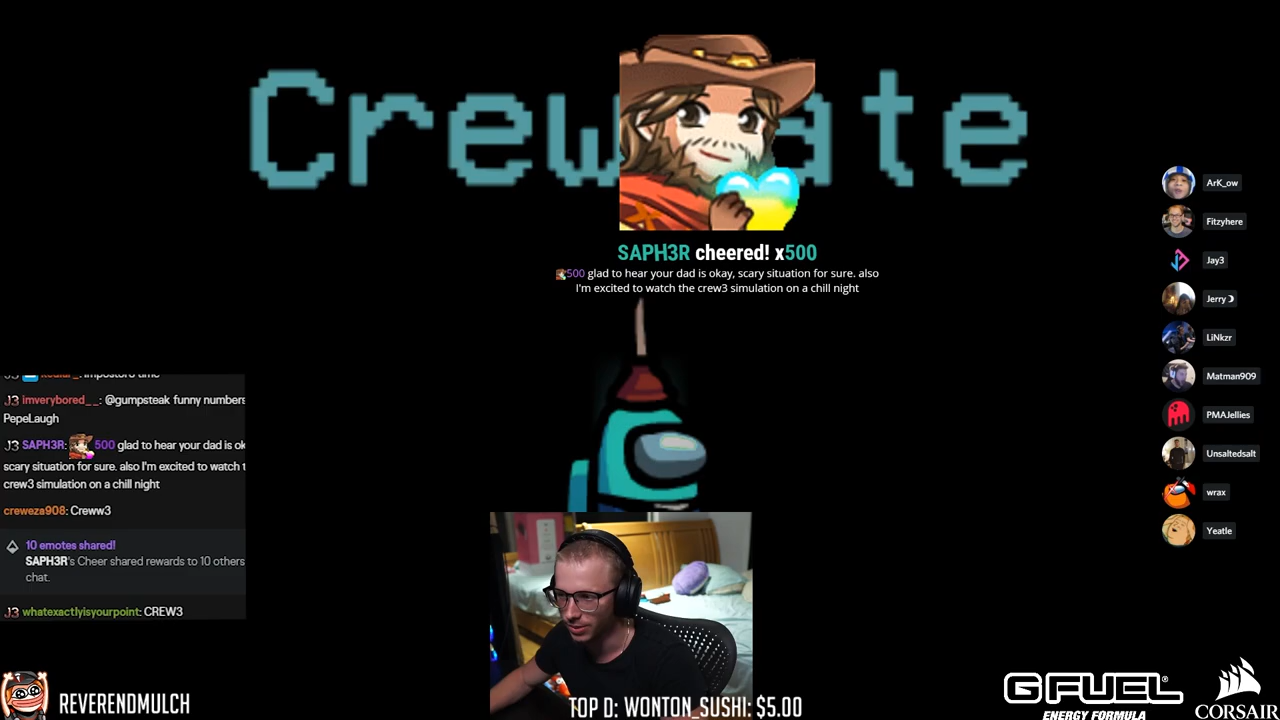 Crew ate
SAPH3R cheered! x500
500 glad to hear your dad is okay, scary situation for sure. also
I'm excited to watch the crew3 simulation on a chill night
ArK_ow
Fitzyhere
Jay3
Jerry
LiNkzr
Matman909
PMAJellies
Unsaltedsalt
wrax
Yeatle
J3 imverybored__: @gumpsteak funny numbers
PepeLaugh
J3 SAPH3R: 500 glad to hear your dad is ok
scary situation for sure. also I'm excited to watch t
crew3 simulation on a chill night
creweza908: Creww3
10 emotes shared!
SAPH3R's Cheer shared rewards to 10 others
chat.
J3 whatexactlyisyourpoint: CREW3
REVERENDMULCH
TOP D: WONTON_SUSHI: $5.00
G FUEL®
ENERGY FORMULA
CORSAIR